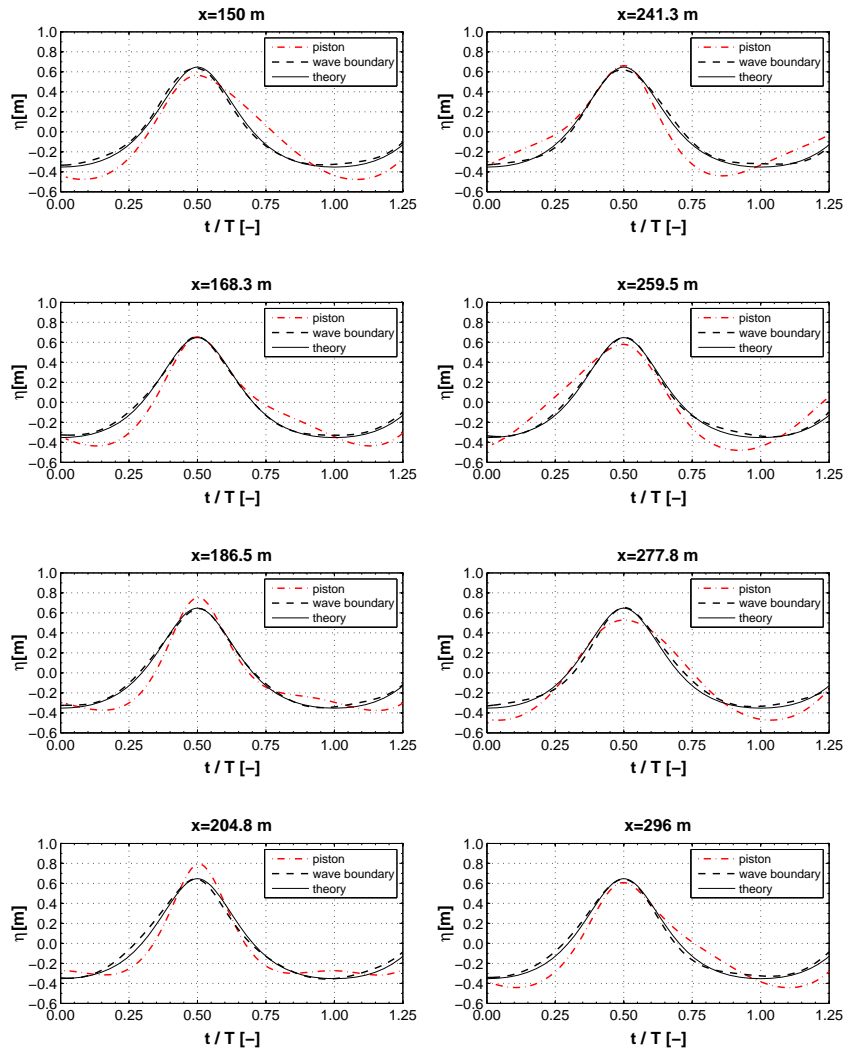 x=150 m
1.0
0.8
0.6
0.4
0.2
0.0
−0.2
−0.4
−0.6
η[m]
piston
wave boundary
theory
0.00 0.25 0.50 0.75 1.00 1.25
t / T [−]
x=241.3 m
1.0
0.8
0.6
0.4
0.2
0.0
−0.2
−0.4
−0.6
η[m]
piston
wave boundary
theory
0.00 0.25 0.50 0.75 1.00 1.25
t / T [−]
x=168.3 m
1.0
0.8
0.6
0.4
0.2
0.0
−0.2
−0.4
−0.6
η[m]
piston
wave boundary
theory
0.00 0.25 0.50 0.75 1.00 1.25
t / T [−]
x=259.5 m
1.0
0.8
0.6
0.4
0.2
0.0
−0.2
−0.4
−0.6
η[m]
piston
wave boundary
theory
0.00 0.25 0.50 0.75 1.00 1.25
t / T [−]
x=186.5 m
1.0
0.8
0.6
0.4
0.2
0.0
−0.2
−0.4
−0.6
η[m]
piston
wave boundary
theory
0.00 0.25 0.50 0.75 1.00 1.25
t / T [−]
x=277.8 m
1.0
0.8
0.6
0.4
0.2
0.0
−0.2
−0.4
−0.6
η[m]
piston
wave boundary
theory
0.00 0.25 0.50 0.75 1.00 1.25
t / T [−]
x=204.8 m
1.0
0.8
0.6
0.4
0.2
0.0
−0.2
−0.4
−0.6
η[m]
piston
wave boundary
theory
0.00 0.25 0.50 0.75 1.00 1.25
t / T [−]
x=296 m
1.0
0.8
0.6
0.4
0.2
0.0
−0.2
−0.4
−0.6
η[m]
piston
wave boundary
theory
0.00 0.25 0.50 0.75 1.00 1.25
t / T [−]